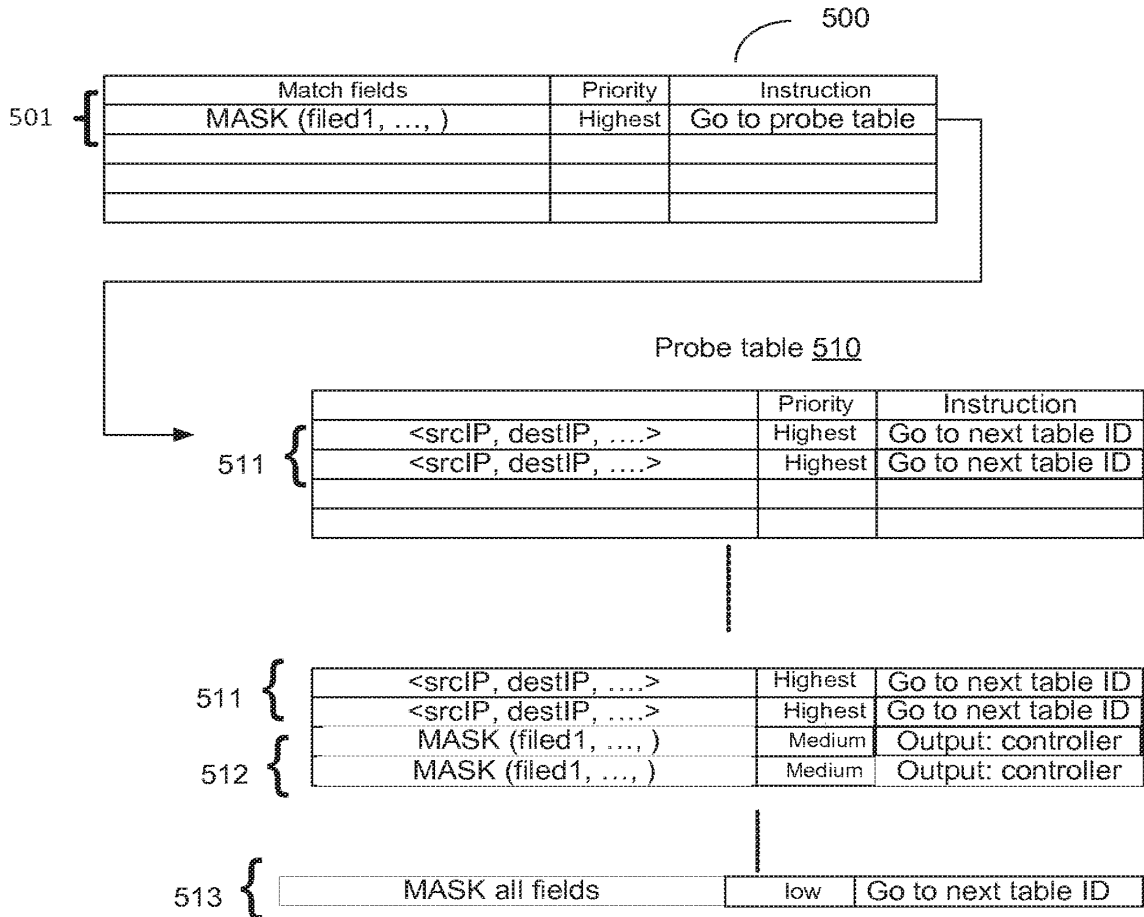 500
Match fields Priority Instruction
501 MASK (filed1, ..., ) Highest Go to probe table
Probe table 510
Priority Instruction
<srcIP, destIP, ....> Highest Go to next table ID
511 <srcIP, destIP, ....> Highest Go to next table ID
511 <srcIP, destIP, ....> Highest Go to next table ID
<srcIP, destIP, ....> Highest Go to next table ID
MASK (filed1, ..., ) Medium Output: controller
512 MASK (filed1, ..., ) Medium Output: controller
513 MASK all fields low Go to next table ID